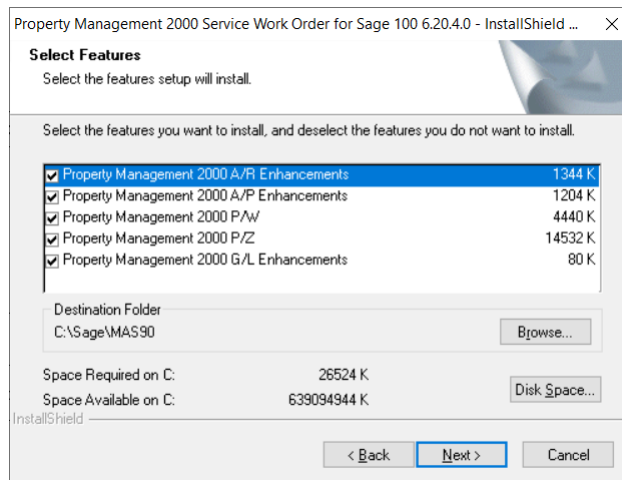 Property Management 2000 Service Work Order for Sage 100 6.20.4.0 - InstallShield ...
Select Features
Select the features setup will install.
Select the features you want to install, and deselect the features you do not want to install.
Property Management 2000 A/R Enhancements 1344 K
Property Management 2000 A/P Enhancements 1204 K
Property Management 2000 P/W 4440 K
Property Management 2000 P/Z 14532 K
Property Management 2000 G/L Enhancements 80 K
Destination Folder
C:\Sage\MAS90 Browse...
Space Required on C: 26524 K
Space Available on C: 639094944 K
Disk Space...
InstallShield
< Back Next > Cancel